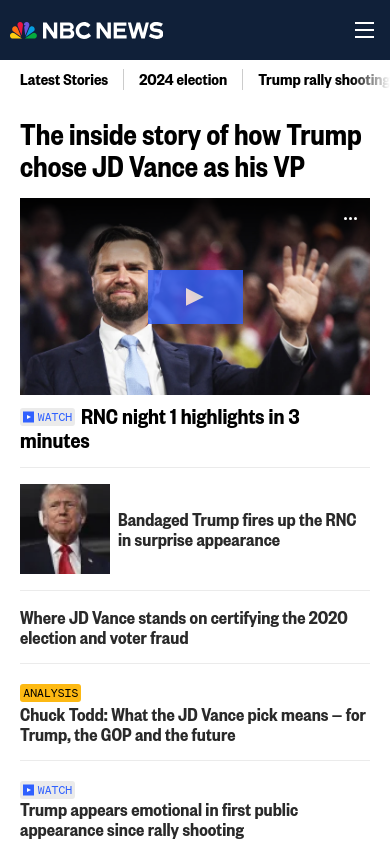 NBC NEWS
Latest Stories
2024 election
Trump rally shooting
The inside story of how Trump
chose JD Vance as his VP
WATCH RNC night 1 highlights in 3
minutes
Bandaged Trump fires up the RNC
in surprise appearance
Where JD Vance stands on certifying the 2020
election and voter fraud
ANALYSIS
Chuck Todd: What the JD Vance pick means — for
Trump, the GOP and the future
WATCH
Trump appears emotional in first public
appearance since rally shooting